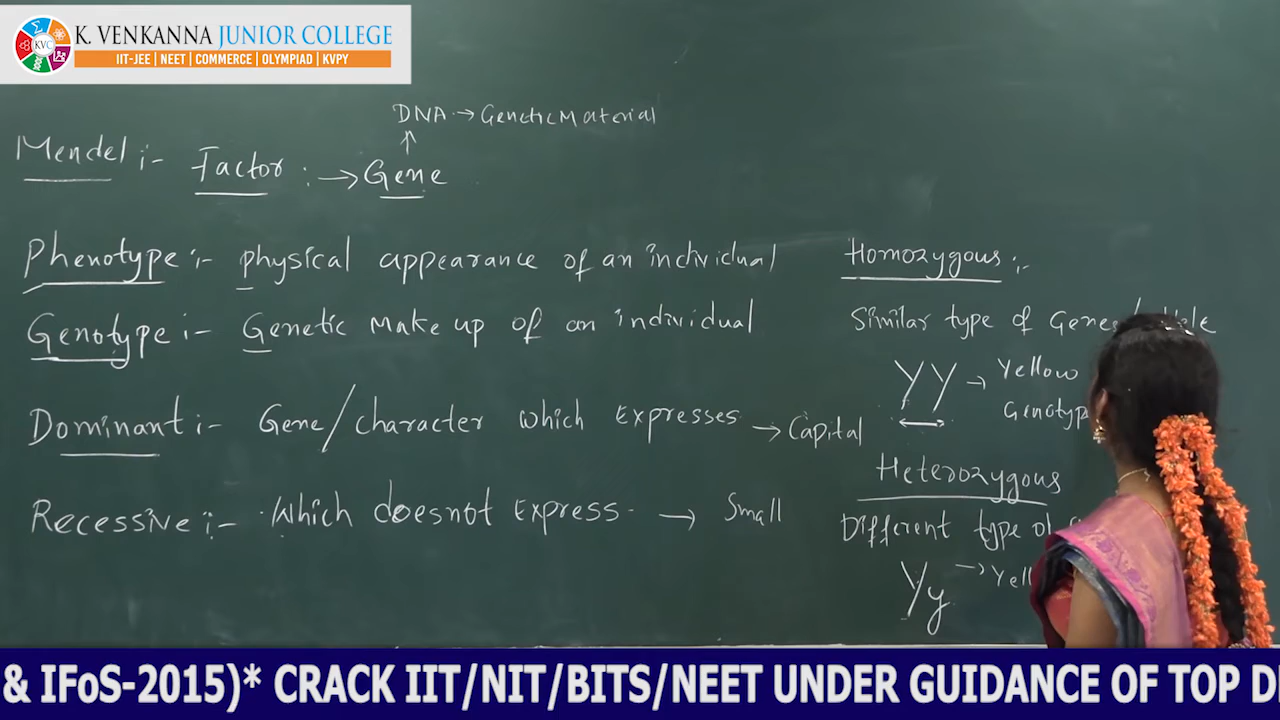 K. VENKANNA JUNIOR COLLEGE
IIT-JEE | NEET | COMMERCE | OLYMPIAD | KVPY
KVC
DNA → Genetic Material
Mendel :- Factor : → Gene
Phenotype :- physical appearance of an individual
Genotype :- Genetic Make up of an individual
Dominant :- Gene/character which Expresses → Capital
Recessive :- Which doesnot Express → Small
Homozygous :-
Similar type of Genes/
YY → Yellow
Heterozygous
Different type of
Yy →
& IFoS-2015)* CRACK IIT/NIT/BITS/NEET UNDER GUIDANCE OF TOP